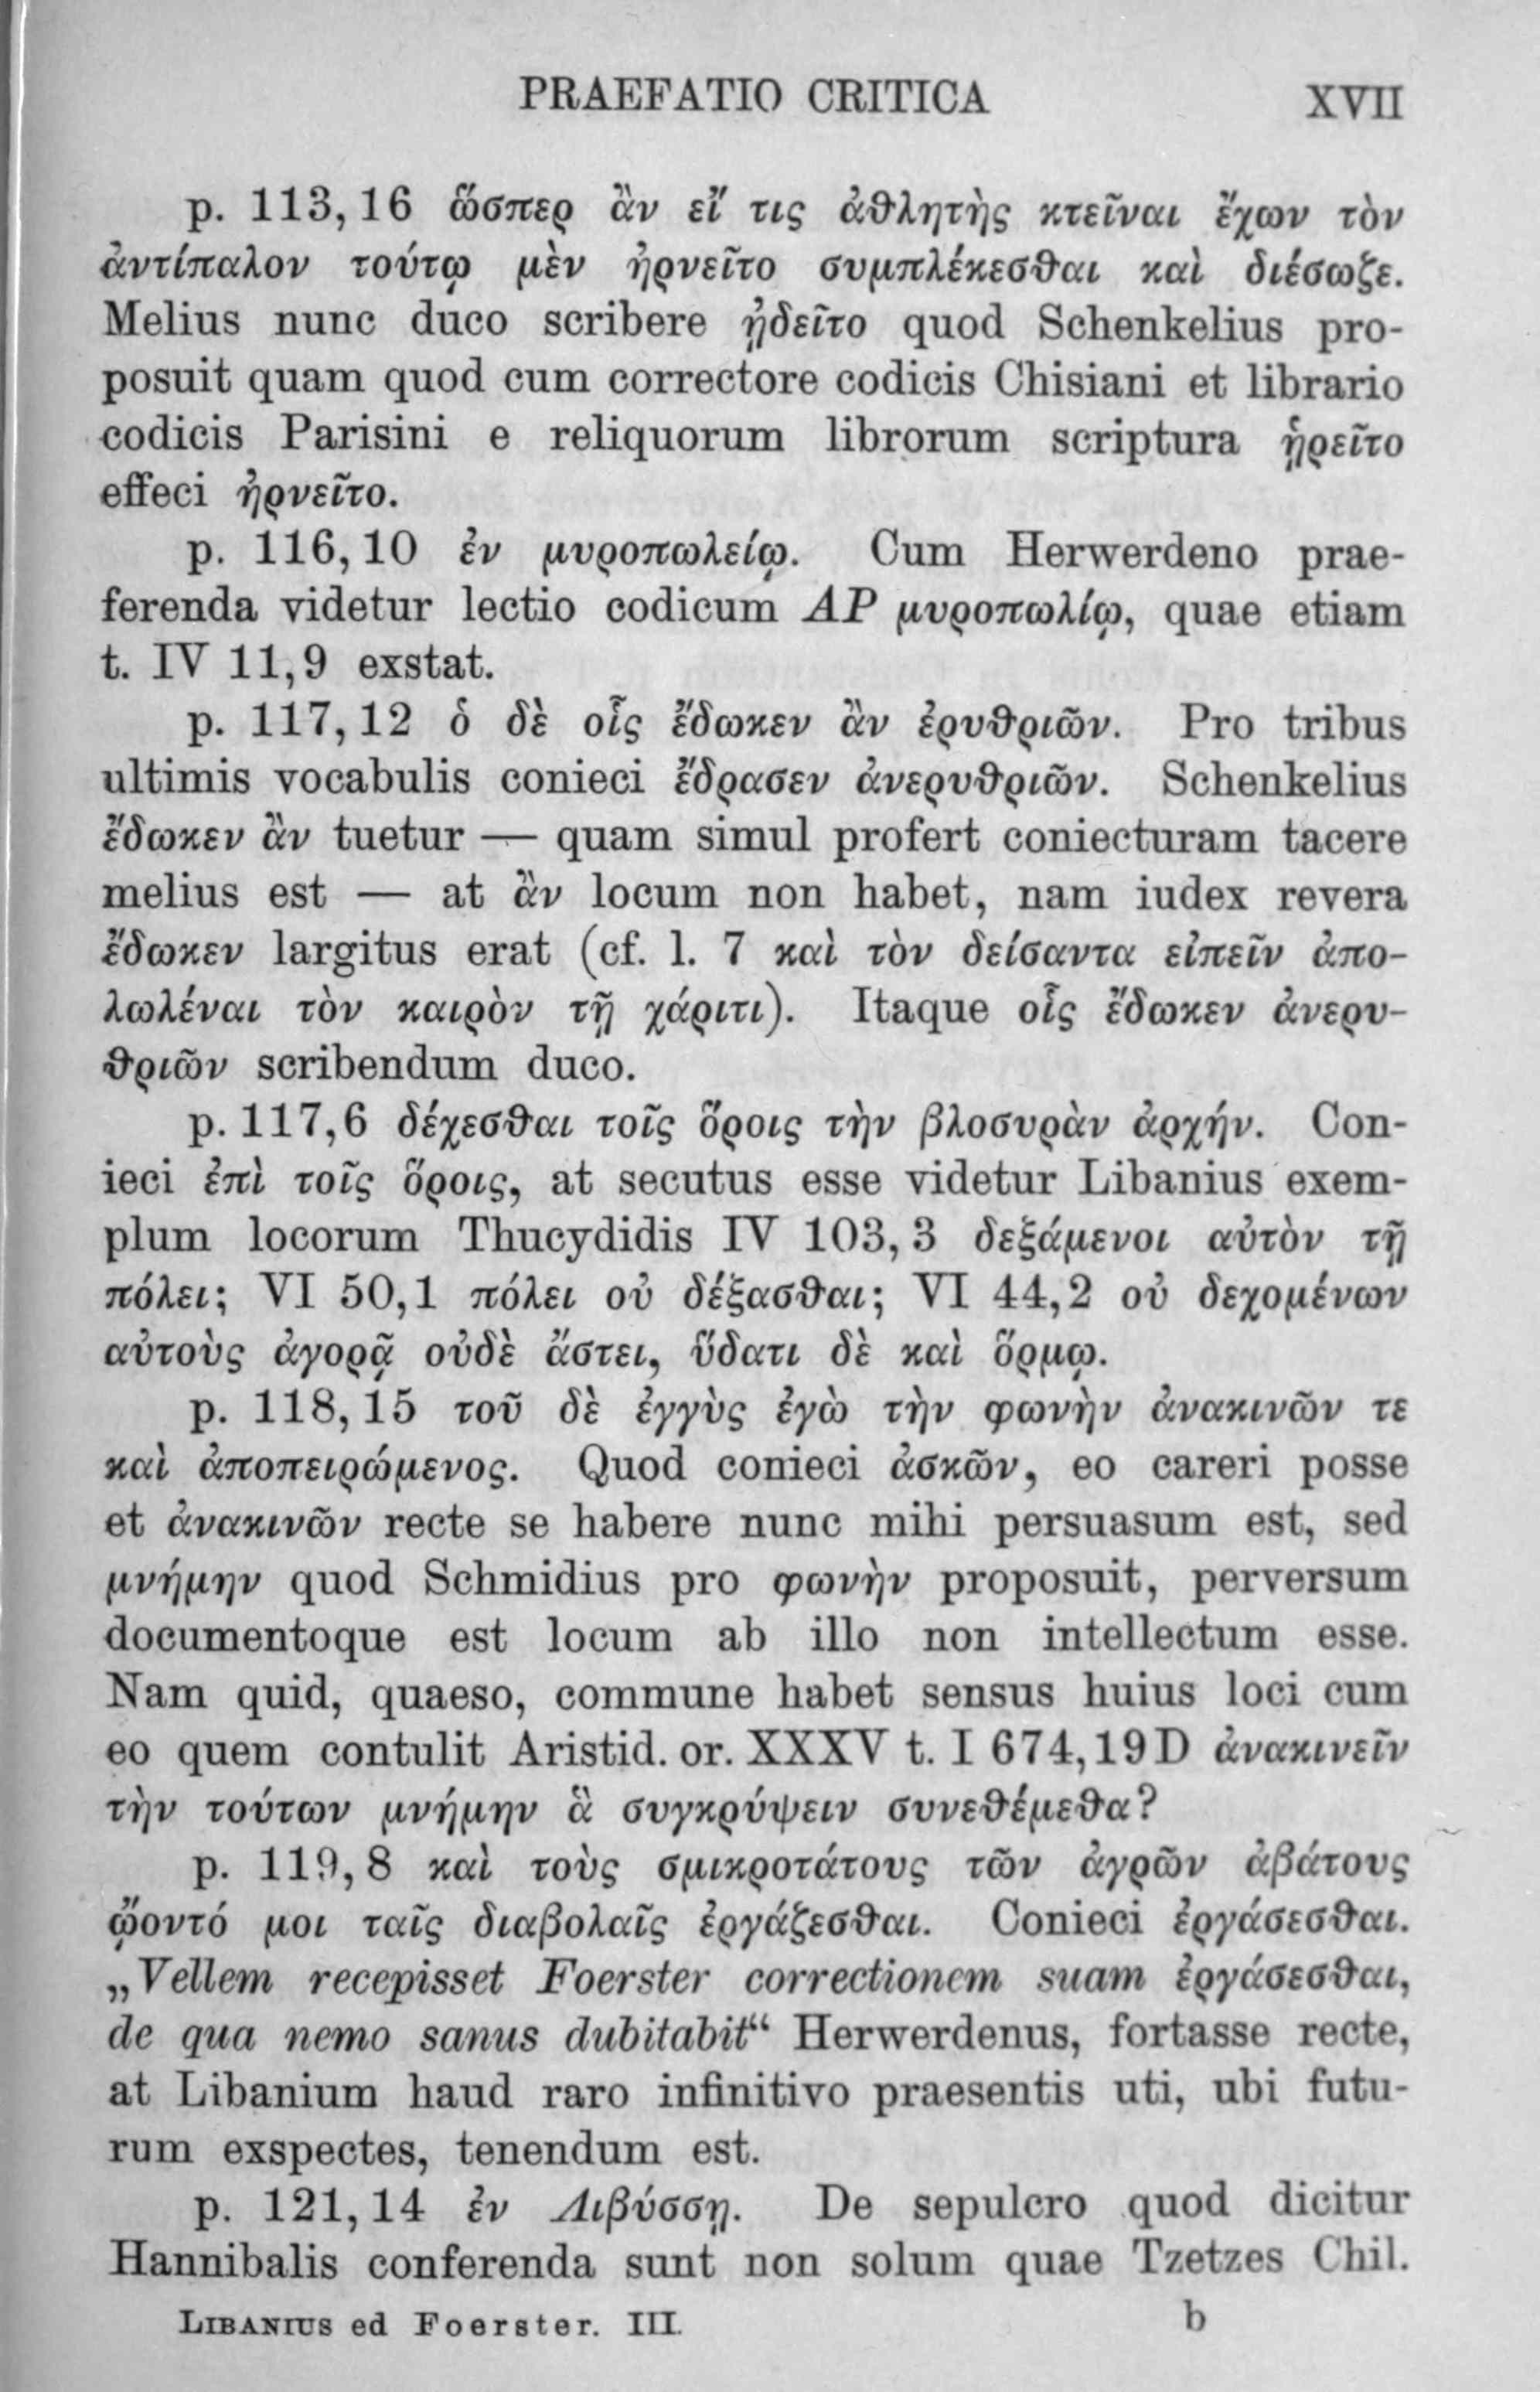 PRAEFATIO CRITICA XVII
p. 113,16 ὥσπερ ἂν εἴ τις ἀθλητὴς κτεῖναι ἔχων τὸν
ἀντίπαλον τούτῳ μὲν ἠρνεῖτο συμπλέκεσθαι καὶ διέσωζε.
Melius nunc duco scribere ᾐδεῖτο quod Schenkelius pro-
posuit quam quod cum correctore codicis Chisiani et librario
codicis Parisini e reliquorum librorum scriptura ᾑρεῖτο
effeci ἠρνεῖτο.
p. 116,10 ἐν μυροπωλείῳ. Cum Herwerdeno prae-
ferenda videtur lectio codicum AP μυροπωλίῳ, quae etiam
t. IV 11,9 exstat.
p. 117,12 ὁ δὲ οἷς ἔδωκεν ἂν ἐρυθριῶν. Pro tribus
ultimis vocabulis conieci ἔδρασεν ἀνερυθριῶν. Schenkelius
ἔδωκεν ἂν tuetur — quam simul profert coniecturam tacere
melius est — at ἂν locum non habet, nam iudex revera
ἔδωκεν largitus erat (cf. l. 7 καὶ τὸν δείσαντα εἰπεῖν ἀπο-
λωλέναι τὸν καιρὸν τῇ χάριτι). Itaque οἷς ἔδωκεν ἀνερυ-
θριῶν scribendum duco.
p. 117,6 δέχεσθαι τοῖς ὅροις τὴν βλοσυρὰν ἀρχήν. Con-
ieci ἐπὶ τοῖς ὅροις, at secutus esse videtur Libanius exem-
plum locorum Thucydidis IV 103,3 δεξάμενοι αὐτὸν τῇ
πόλει; VI 50,1 πόλει οὐ δέξασθαι; VI 44,2 οὐ δεχομένων
αὐτοὺς ἀγορᾷ οὐδὲ ἄστει, ὕδατι δὲ καὶ ὅρμῳ.
p. 118,15 τοῦ δὲ ἐγγὺς ἐγὼ τὴν φωνὴν ἀνακινῶν τε
καὶ ἀποπειρώμενος. Quod conieci ἀσκῶν, eo careri posse
et ἀνακινῶν recte se habere nunc mihi persuasum est, sed
μνήμην quod Schmidius pro φωνὴν proposuit, perversum
documentoque est locum ab illo non intellectum esse.
Nam quid, quaeso, commune habet sensus huius loci cum
eo quem contulit Aristid. or. XXXV t. I 674,19 D ἀνακινεῖν
τὴν τούτων μνήμην ἃ συγκρύψειν συνεθέμεθα?
p. 119,8 καὶ τοὺς σμικροτάτους τῶν ἀγρῶν ἀβάτους
ᾤοντό μοι ταῖς διαβολαῖς ἐργάζεσθαι. Conieci ἐργάσεσθαι.
„Vellem recepisset Foerster correctionem suam ἐργάσεσθαι,
de qua nemo sanus dubitabit“ Herwerdenus, fortasse recte,
at Libanium haud raro infinitivo praesentis uti, ubi futu-
rum exspectes, tenendum est.
p. 121,14 ἐν Λιβύσσῃ. De sepulcro quod dicitur
Hannibalis conferenda sunt non solum quae Tzetzes Chil.
LIBANIUS ed Foerster. III. b